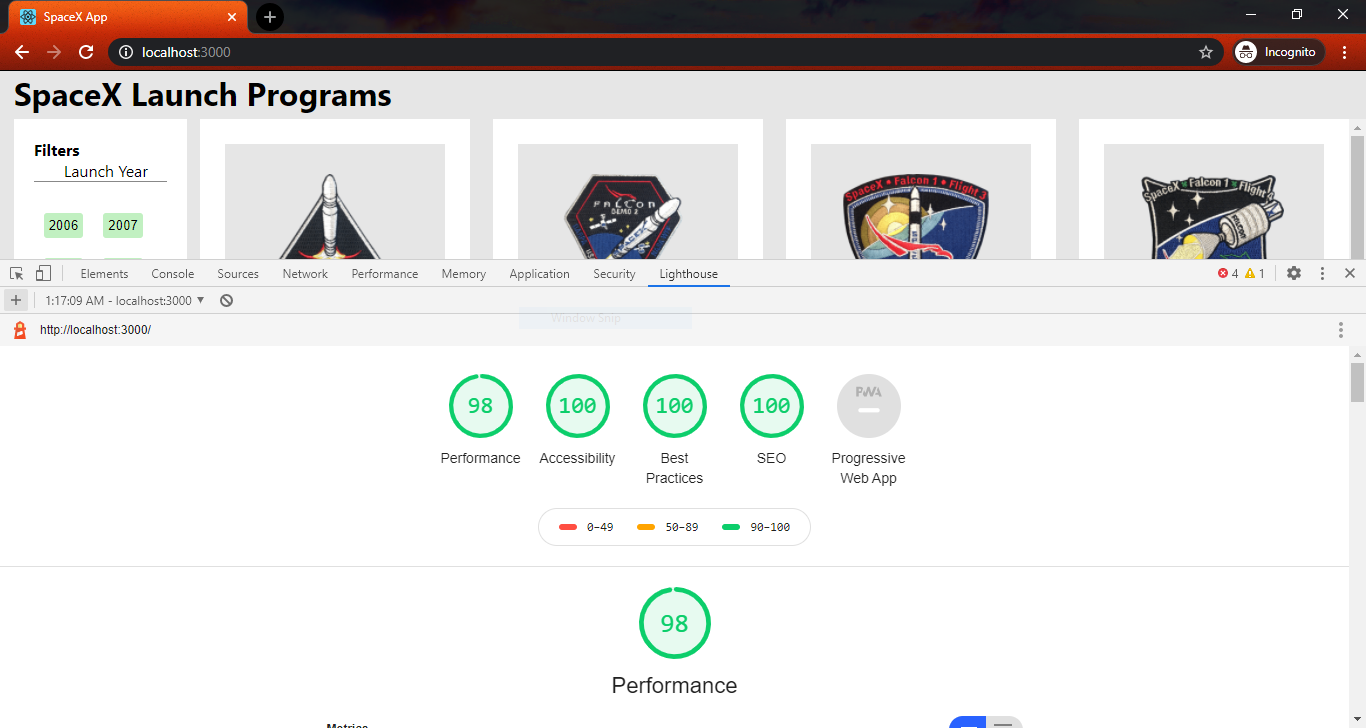 SpaceX App
localhost:3000
Incognito
SpaceX Launch Programs
Filters
Launch Year
2006 2007
FALCON
DEMO 2
SpaceX • Falcon 1 • Flight 3
SpaceX Falcon 1 Flight 4
Elements Console Sources Network Performance Memory Application Security Lighthouse 4 1
1:17:09 AM - localhost:3000
Window Snip
http://localhost:3000/
98 100 100 100 PWA
Performance Accessibility Best Practices SEO Progressive Web App
0–49 50–89 90–100
98
Performance
Metrics